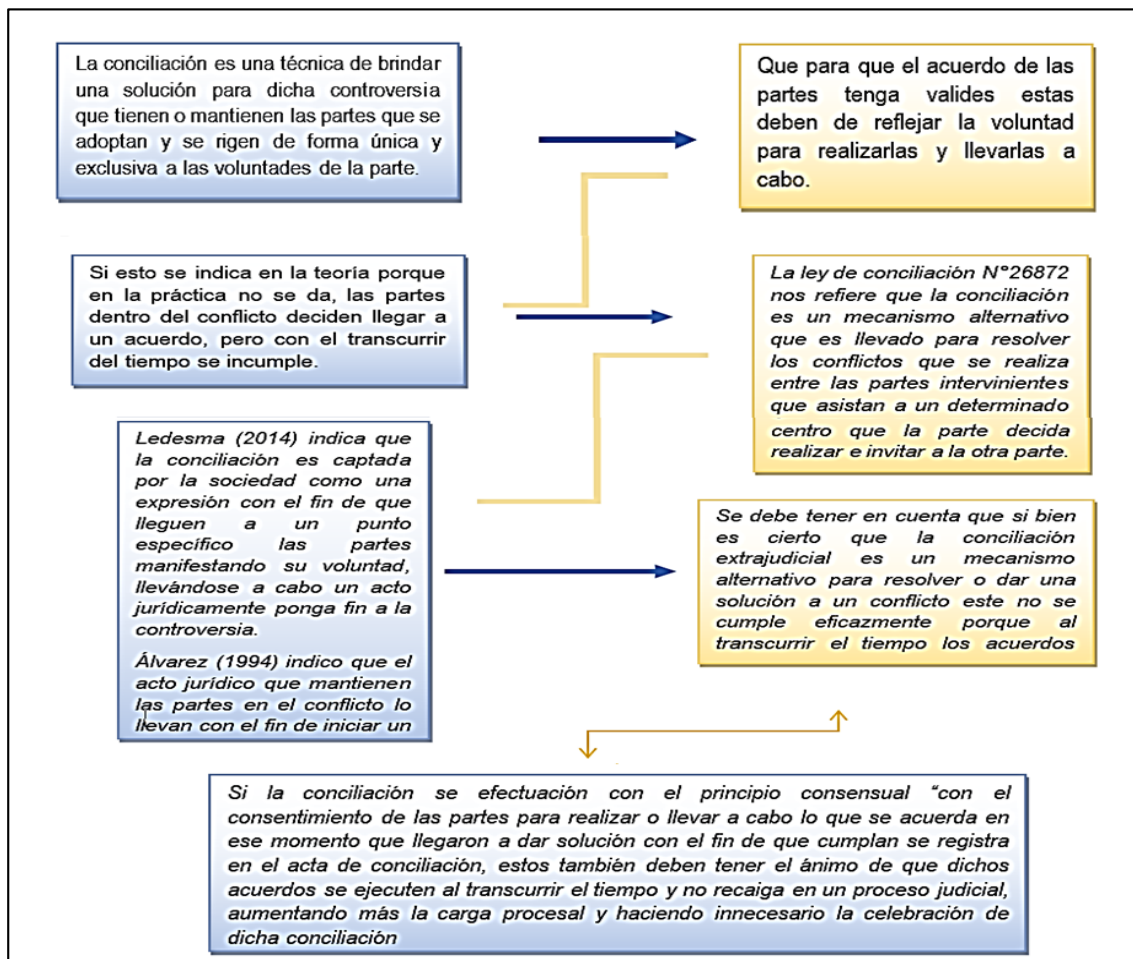 La conciliación es una técnica de brindar
una solución para dicha controversia
que tienen o mantienen las partes que se
adoptan y se rigen de forma única y
exclusiva a las voluntades de la parte.
Que para que el acuerdo de las
partes tenga valides estas
deben de reflejar la voluntad
para realizarlas y llevarlas a
cabo.
Si esto se indica en la teoría porque
en la práctica no se da, las partes
dentro del conflicto deciden llegar a
un acuerdo, pero con el transcurrir
del tiempo se incumple.
La ley de conciliación N°26872
nos refiere que la conciliación
es un mecanismo alternativo
que es llevado para resolver
los conflictos que se realiza
entre las partes intervinientes
que asistan a un determinado
centro que la parte decida
realizar e invitar a la otra parte.
Ledesma (2014) indica que
la conciliación es captada
por la sociedad como una
expresión con el fin de que
lleguen a un punto
específico las partes
manifestando su voluntad,
llevándose a cabo un acto
jurídicamente ponga fin a la
controversia.
Álvarez (1994) indico que el
acto jurídico que mantienen
las partes en el conflicto lo
llevan con el fin de iniciar un
Se debe tener en cuenta que si bien
es cierto que la conciliación
extrajudicial es un mecanismo
alternativo para resolver o dar una
solución a un conflicto este no se
cumple eficazmente porque al
transcurrir el tiempo los acuerdos
Si la conciliación se efectuación con el principio consensual “con el
consentimiento de las partes para realizar o llevar a cabo lo que se acuerda en
ese momento que llegaron a dar solución con el fin de que cumplan se registra
en el acta de conciliación, estos también deben tener el ánimo de que dichos
acuerdos se ejecuten al transcurrir el tiempo y no recaiga en un proceso judicial,
aumentando más la carga procesal y haciendo innecesario la celebración de
dicha conciliación